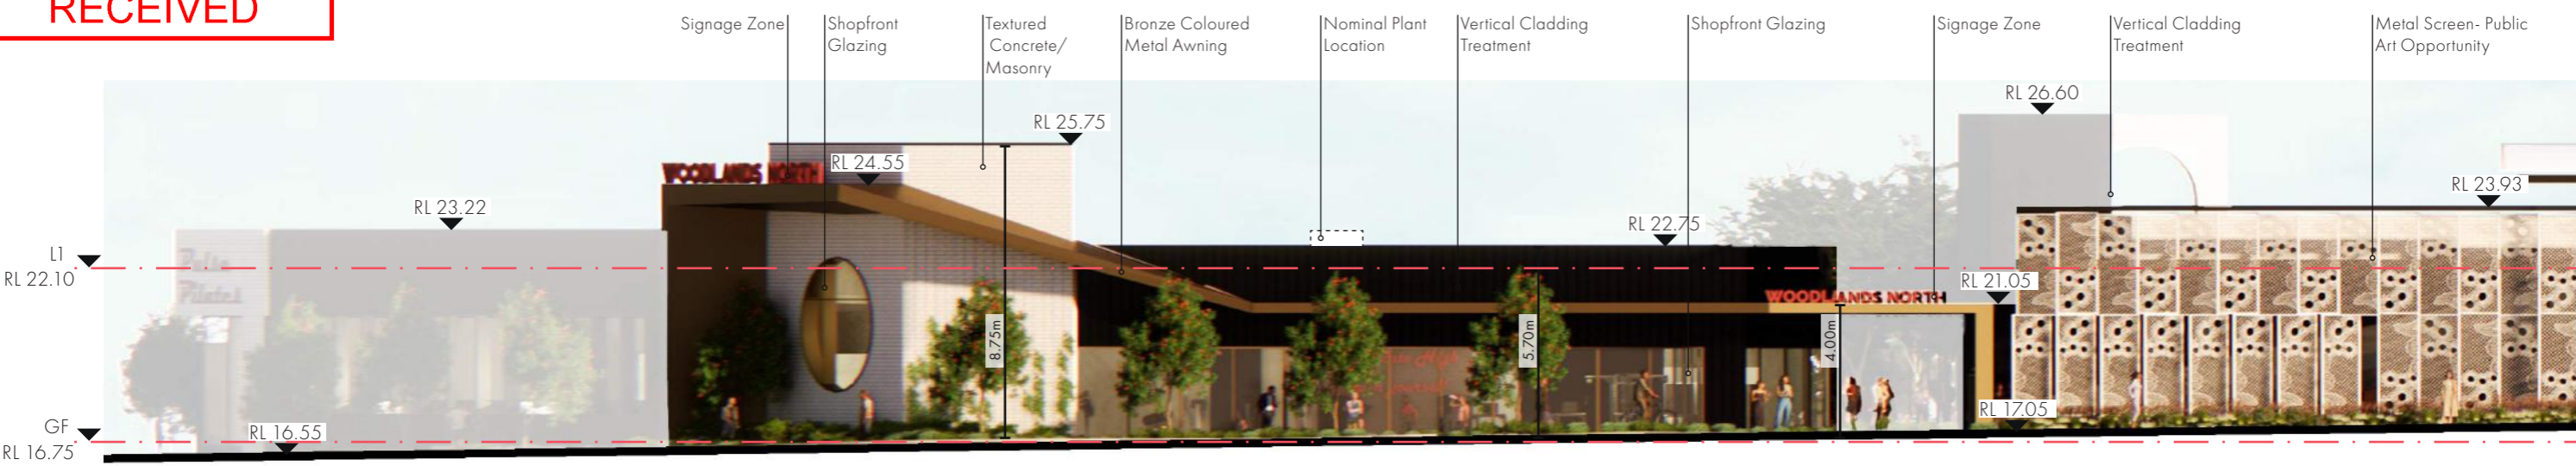 RECEIVED
Signage Zone
Shopfront
Glazing
Textured
Concrete/
Masonry
Bronze Coloured
Metal Awning
Nominal Plant
Location
Vertical Cladding
Treatment
Shopfront Glazing
Signage Zone
Vertical Cladding
Treatment
Metal Screen- Public
Art Opportunity
RL 26.60
RL 25.75
RL 24.55
WOODLANDS NORTH
RL 23.93
RL 23.22
RL 22.75
L1
RL 22.10
Pilates
RL 21.05
WOODLANDS NORTH
8.75m
5.70m
4.00m
RL 17.05
GF
RL 16.75
RL 16.55